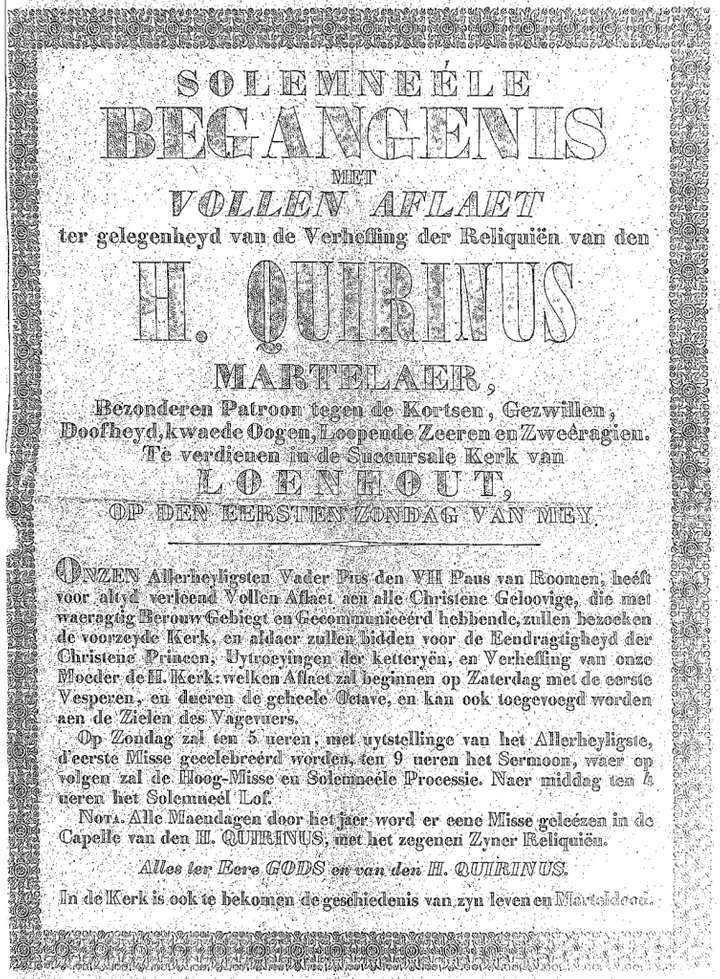 SOLEMNEÉLE
BEGANGENIS
MET
VOLLEN AFLAET
ter gelegenheyd van de Verheffing der Reliquiën van den
H. QUIRINUS
MARTELAER,
Bezonderen Patroon tegen de Kortsen, Gezwillen,
Doofheyd, kwaede Oogen, Loopende Zeeren en Zweéragien.
Te verdienen in de Succursale Kerk van
LOENHOUT,
OP DEN EERSTEN ZONDAG VAN MEY.
ONZEN Allerheyligsten Vader Pius den VII Paus van Roomen, heéft
voor altyd verleend Vollen Aflaet aen alle Christene Geloovige, die met
waeragtig Berouw Gebiegt en Gecommuniceérd hebbende, zullen bezoeken
de voorzeyde Kerk, en aldaer zullen bidden voor de Eendragtigheyd der
Christene Princen, Uytroeyingen der ketteryën, en Verheffing van onze
Moeder de H. Kerk: welken Aflaet zal beginnen op Zaterdag met de eerste
Vesperen, en dueren de geheele Octave, en kan ook toegevoegd worden
aen de Zielen des Vagevuers.
Op Zondag zal ten 5 ueren, met uytstellinge van het Allerheyligste,
d'eerste Misse gecelebreérd worden, ten 9 ueren het Sermoon, waer op
volgen zal de Hoog-Misse en Solemneéle Processie. Naer middag ten 4
ueren het Solemneél Lof.
NOTA. Alle Maendagen door het jaer word er eene Misse geleézen in de
Capelle van den H. QUIRINUS, met het zegenen Zyner Reliquiën.
Alles ter Eere GODS en van den H. QUIRINUS.
In de Kerk is ook te bekomen de geschiedenis van zyn leven en Marteldood.